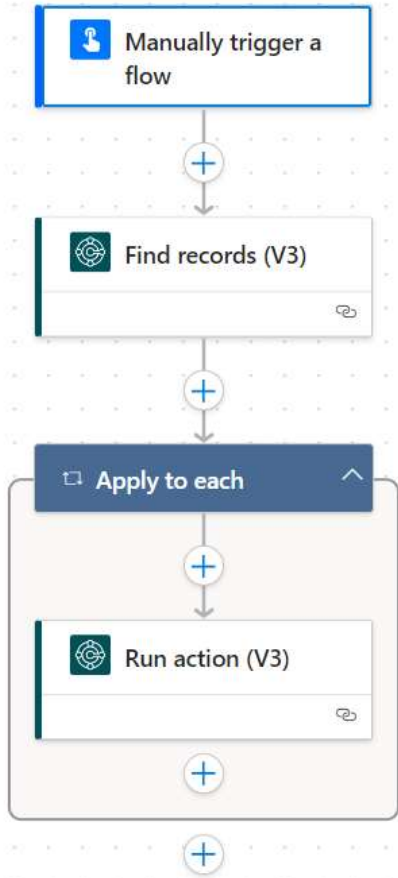 Manually trigger a
flow
Find records (V3)
Apply to each
Run action (V3)